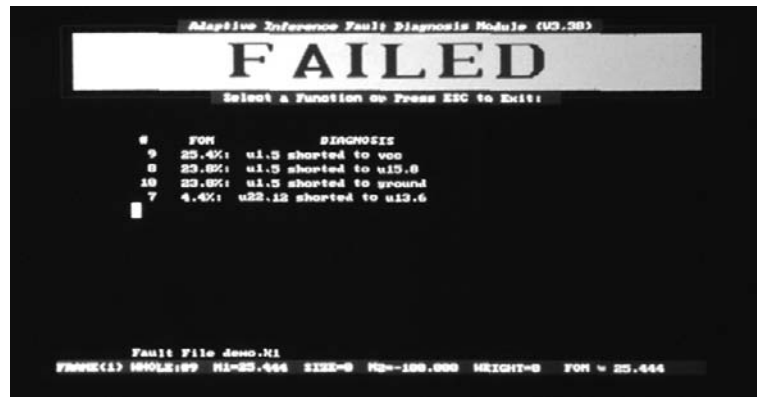 Adaptive Inference Fault Diagnosis Module (V3.38)
FAILED
Select a Function or Press ESC to Exit:
# FOM DIAGNOSIS
9 25.4%: u1.5 shorted to vcc
8 23.8%: u1.5 shorted to u15.8
10 23.8%: u1.5 shorted to ground
7 4.4%: u22.12 shorted to u13.6
Fault File demo.
FRAME(1) WHOLE:89 M1=25.444 SIZE=0 M2=-100.000 WEIGHT=0 FOM = 25.444